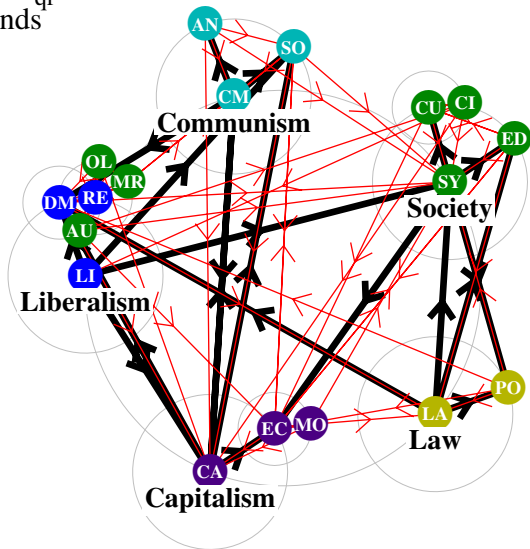 qr
nds
AN
SO
CM
Communism
CU
CI
ED
SY
Society
OL
MR
DM
RE
AU
LI
Liberalism
EC
MO
CA
Capitalism
PO
LA
Law